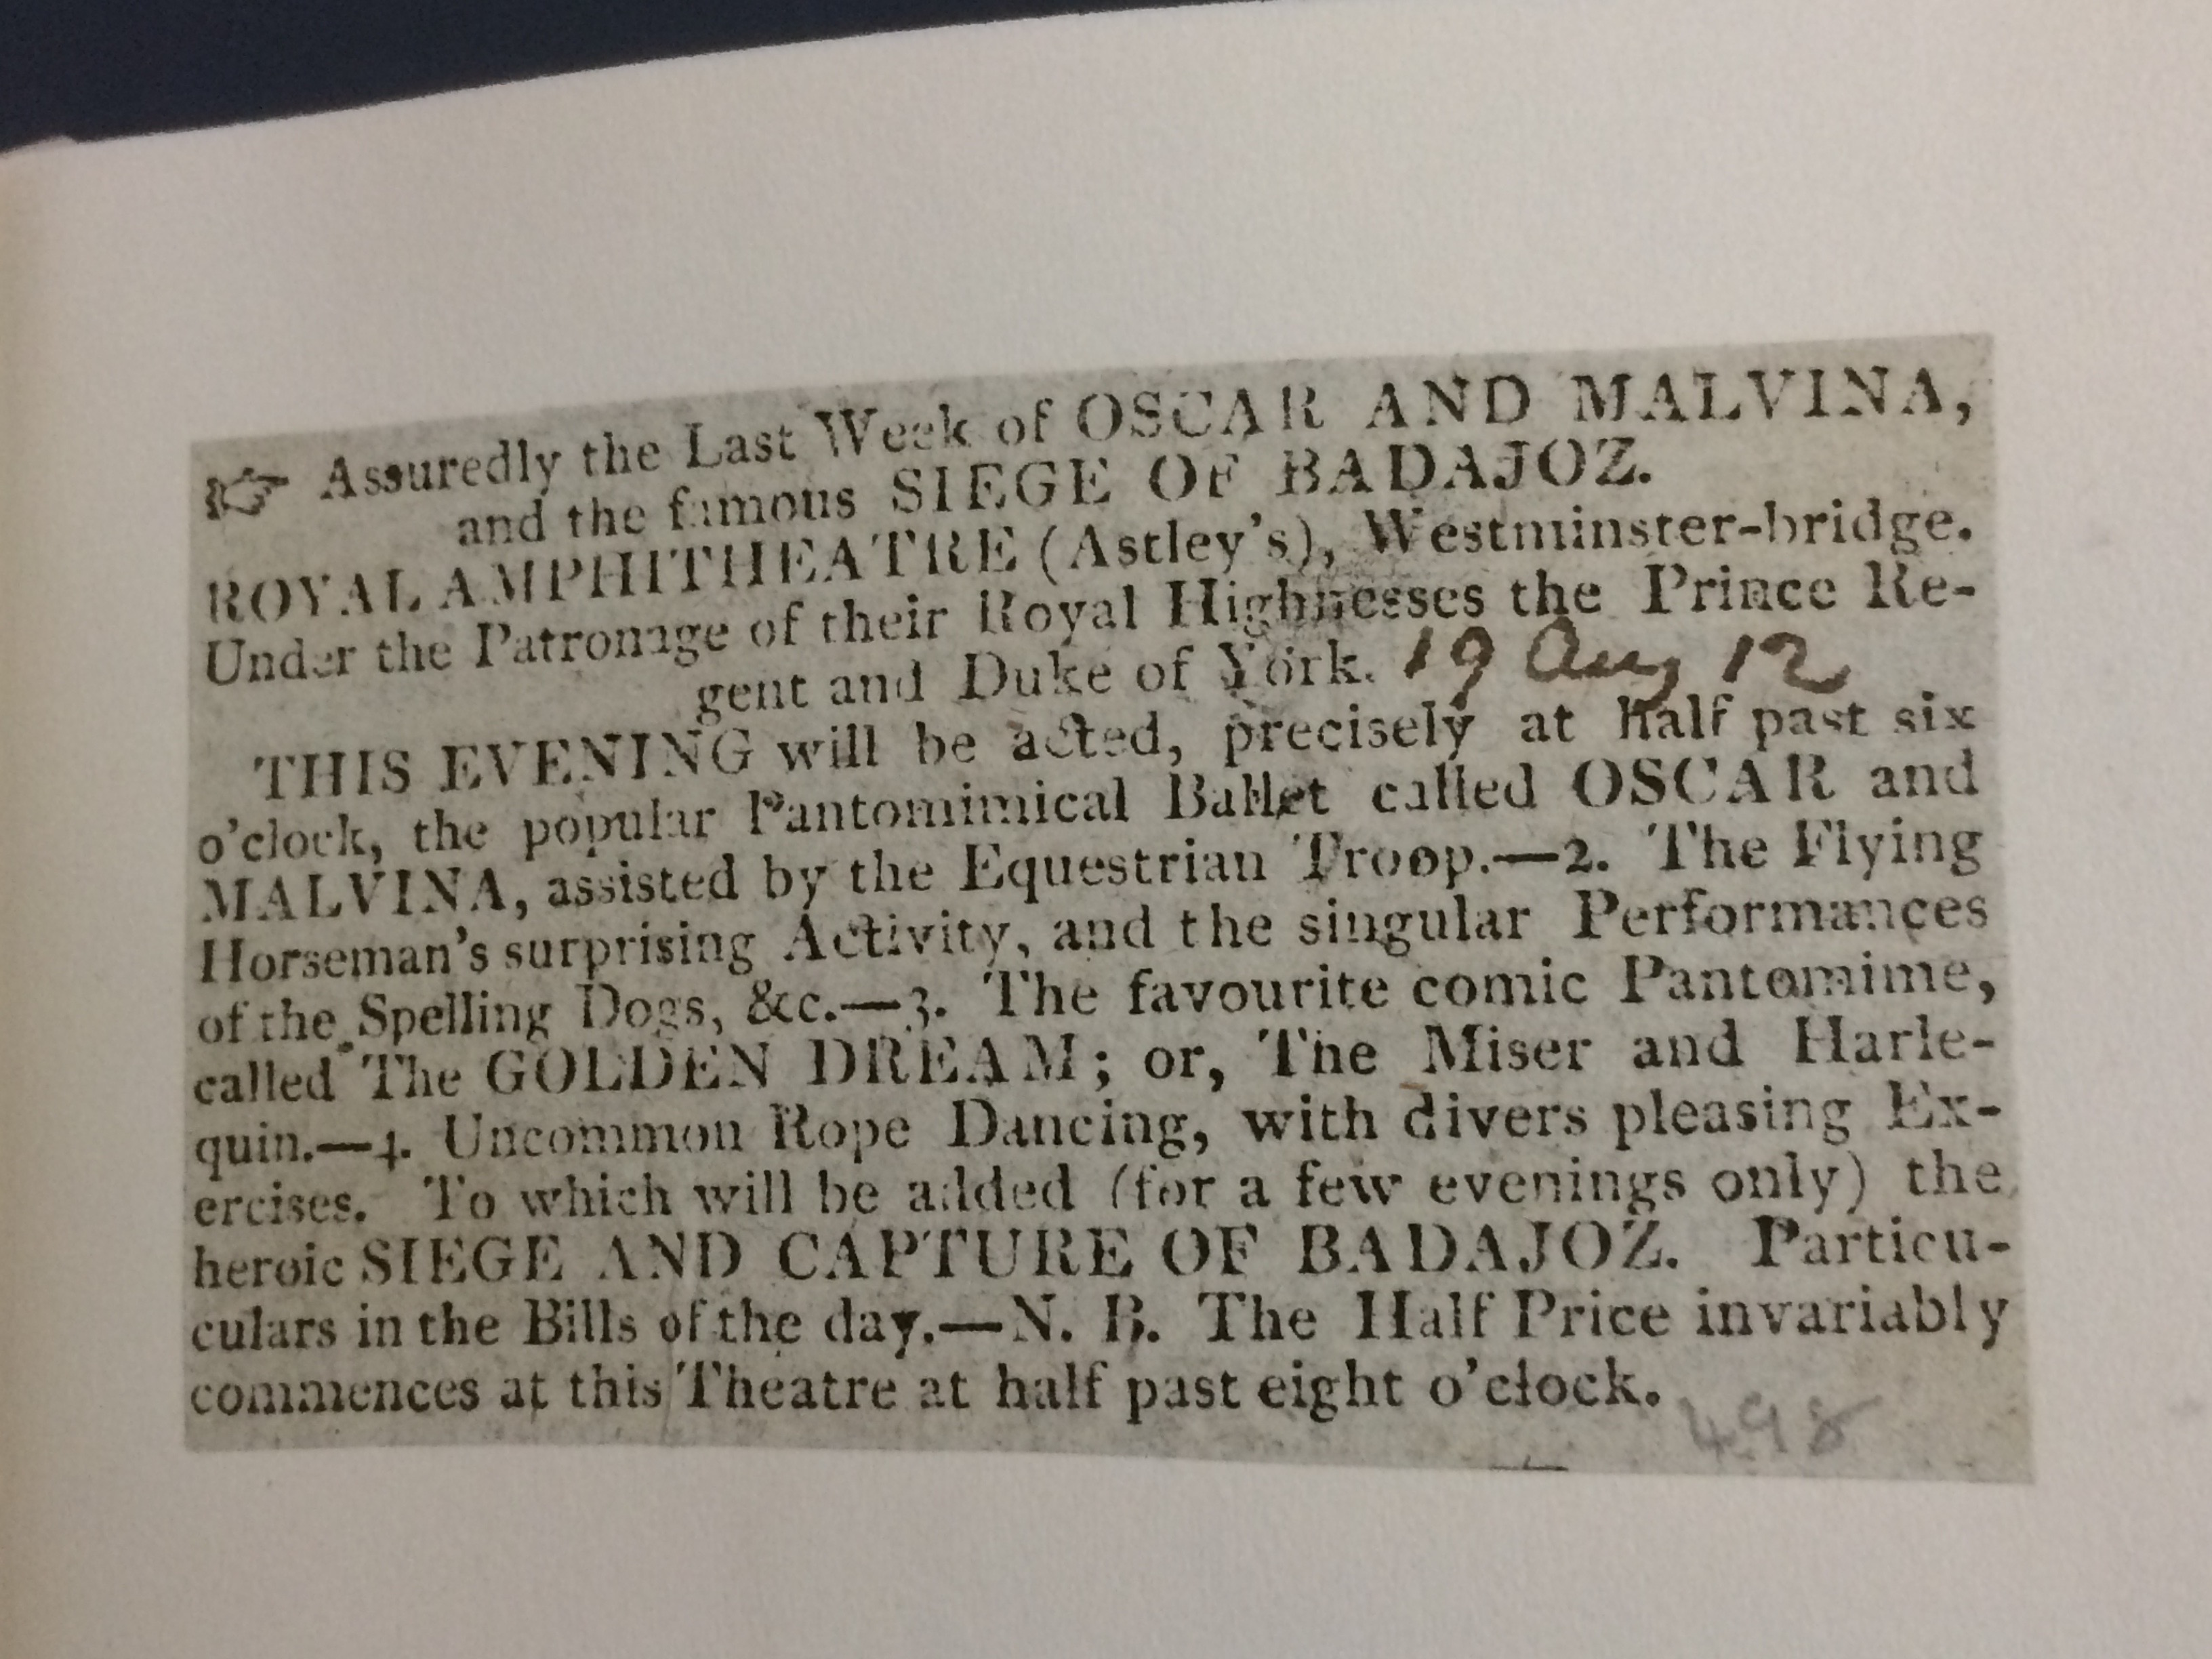 ☞ Assuredly the Last Week of OSCAR AND MALVINA,
and the famous SIEGE OF BADAJOZ.
ROYAL AMPHITHEATRE (Astley's), Westminster-bridge.
Under the Patronage of their Royal Highnesses the Prince Re-
gent and Duke of York. 19 Aug 12
THIS EVENING will be acted, precisely at half past six
o'clock, the popular Pantomimical Ballet called OSCAR and
MALVINA, assisted by the Equestrian Troop.—2. The Flying
Horseman's surprising Activity, and the singular Performances
of the Spelling Dogs, &c.—3. The favourite comic Pantomime,
called The GOLDEN DREAM; or, The Miser and Harle-
quin.—4. Uncommon Rope Dancing, with divers pleasing Ex-
ercises. To which will be added (for a few evenings only) the
heroic SIEGE AND CAPTURE OF BADAJOZ. Particu-
culars in the Bills of the day.—N. B. The Half Price invariably
commences at this Theatre at half past eight o'clock.
498